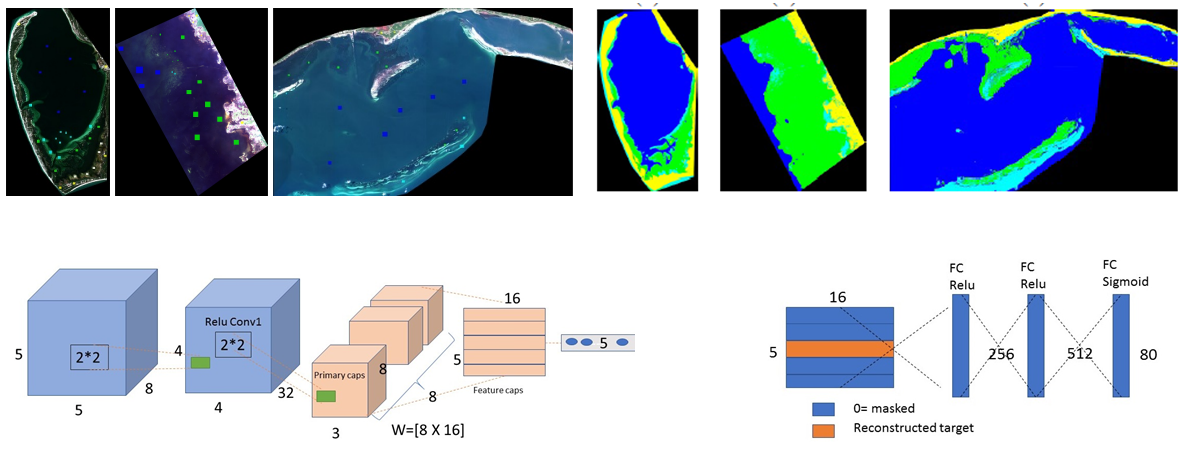 5
2*2
8
5
Relu Conv1
2*2
4
4
32
Primary caps
8
3
8
W=[8 X 16]
16
5
Feature caps
5
16
5
FC
Relu
FC
Relu
FC
Sigmoid
256
512
80
0= masked
Reconstructed target